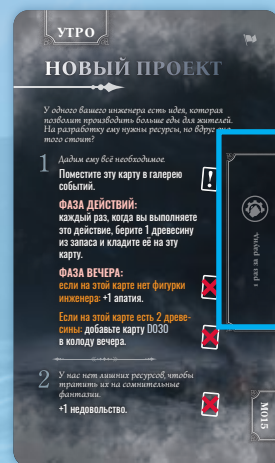 УТРО
НОВЫЙ ПРОЕКТ
У одного вашего инженера есть идея, которая
позволит производить больше еды для жителей.
На разработку ему нужны ресурсы, но вдруг оно
того стоит?
1 Дадим ему всё необходимое.
Поместите эту карту в галерею
событий.
ФАЗА ДЕЙСТВИЙ:
каждый раз, когда вы выполняете
это действие, берите 1 древесину
из запаса и кладите её на эту
карту.
ФАЗА ВЕЧЕРА:
если на этой карте нет фигурки
инженера: +1 апатия.
Если на этой карте есть 2 древе-
сины: добавьте карту D030
в колоду вечера.
2 У нас нет лишних ресурсов, чтобы
тратить их на сомнительные
фантазии.
+1 недовольство.
1 раз за раунд.
M015